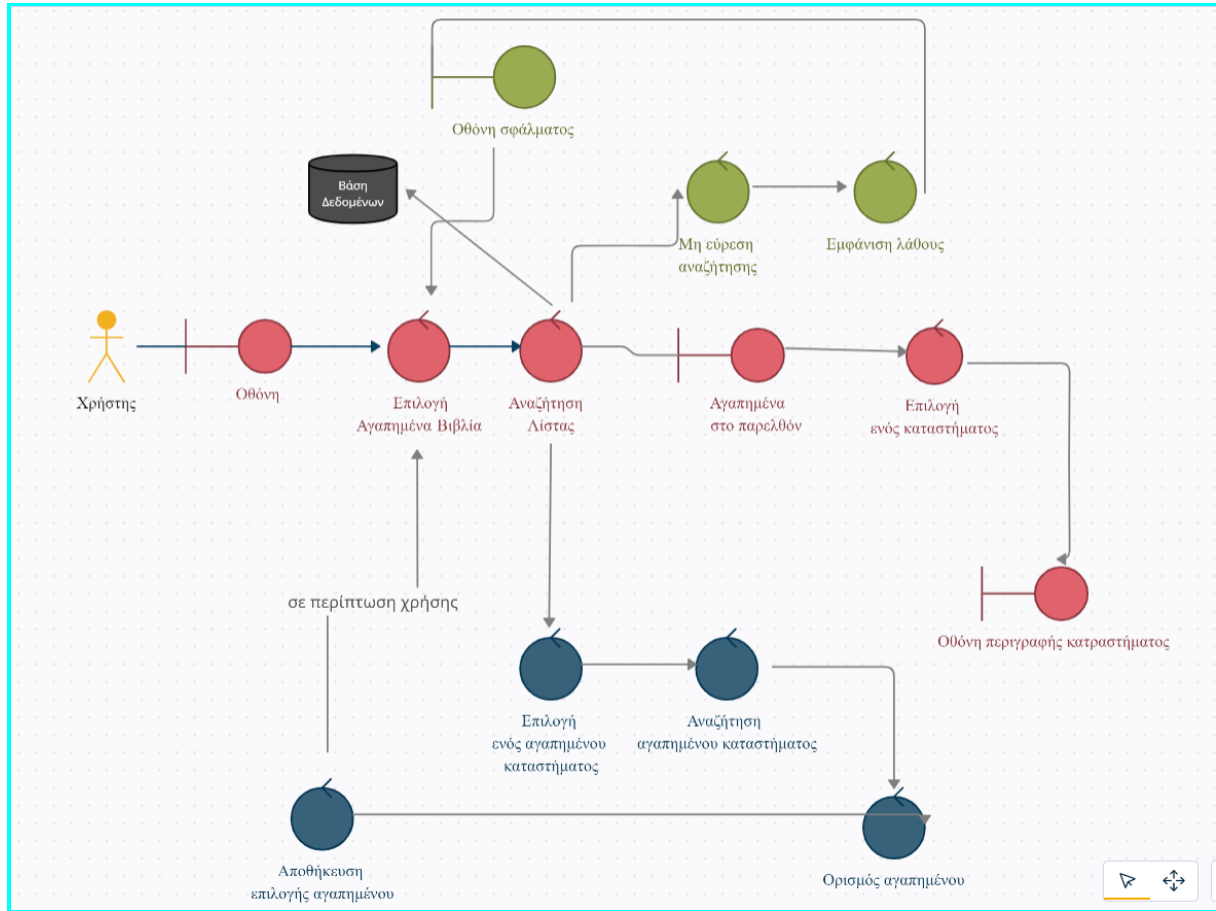 Οθόνη σφάλματος
Βάση
Δεδομένων
Μη εύρεση
αναζήτησης
Εμφάνιση λάθους
Χρήστης
Οθόνη
Επιλογή
Αγαπημένα Βιβλία
Αναζήτηση
Λίστας
Αγαπημένα
στο παρελθόν
Επιλογή
ενός καταστήματος
σε περίπτωση χρήσης
Οθόνη περιγραφής κατραστήματος
Επιλογή
ενός αγαπημένου
καταστήματος
Αναζήτηση
αγαπημένου καταστήματος
Αποθήκευση
επιλογής αγαπημένου
Ορισμός αγαπημένου